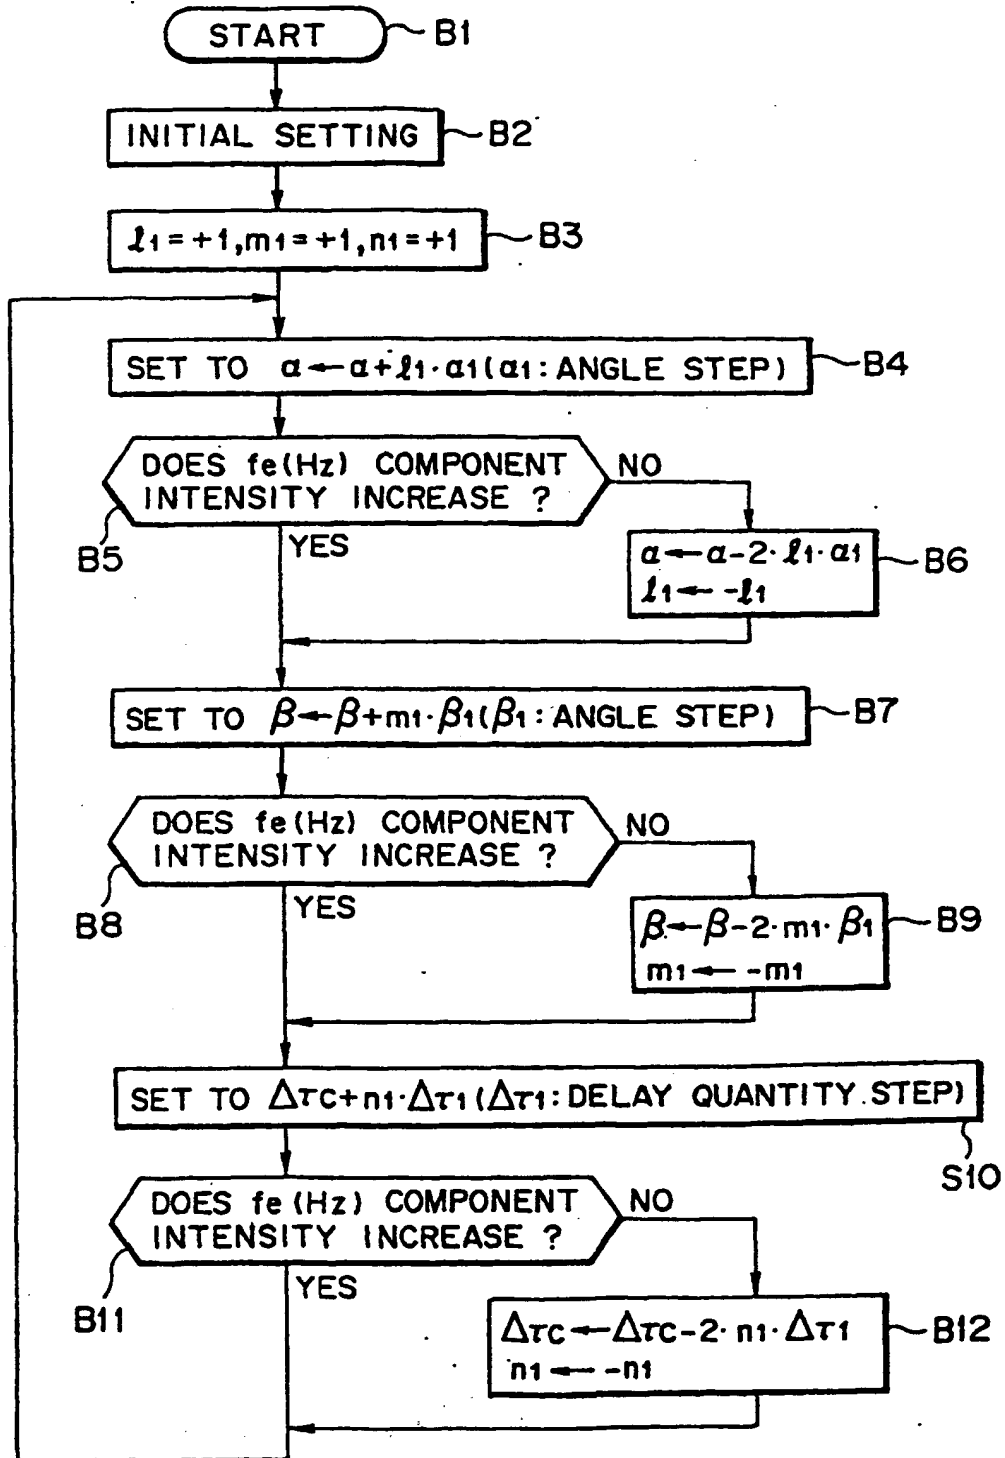 START
B1
INITIAL SETTING
B2
ℓ1=+1,m1=+1,n1=+1
B3
SET TO α←α+ℓ1·α1(α1:ANGLE STEP)
B4
DOES fe(Hz) COMPONENT
INTENSITY INCREASE ?
NO
B5
YES
α←α-2·ℓ1·α1
ℓ1← -ℓ1
B6
SET TO β←β+m1·β1(β1:ANGLE STEP)
B7
DOES fe(Hz) COMPONENT
INTENSITY INCREASE ?
NO
B8
YES
β←β-2·m1·β1
m1← -m1
B9
SET TO Δτc+n1·Δτ1(Δτ1:DELAY QUANTITY.STEP)
S10
DOES fe(Hz) COMPONENT
INTENSITY INCREASE ?
NO
B11
YES
Δτc←Δτc-2·n1·Δτ1
n1← -n1
B12